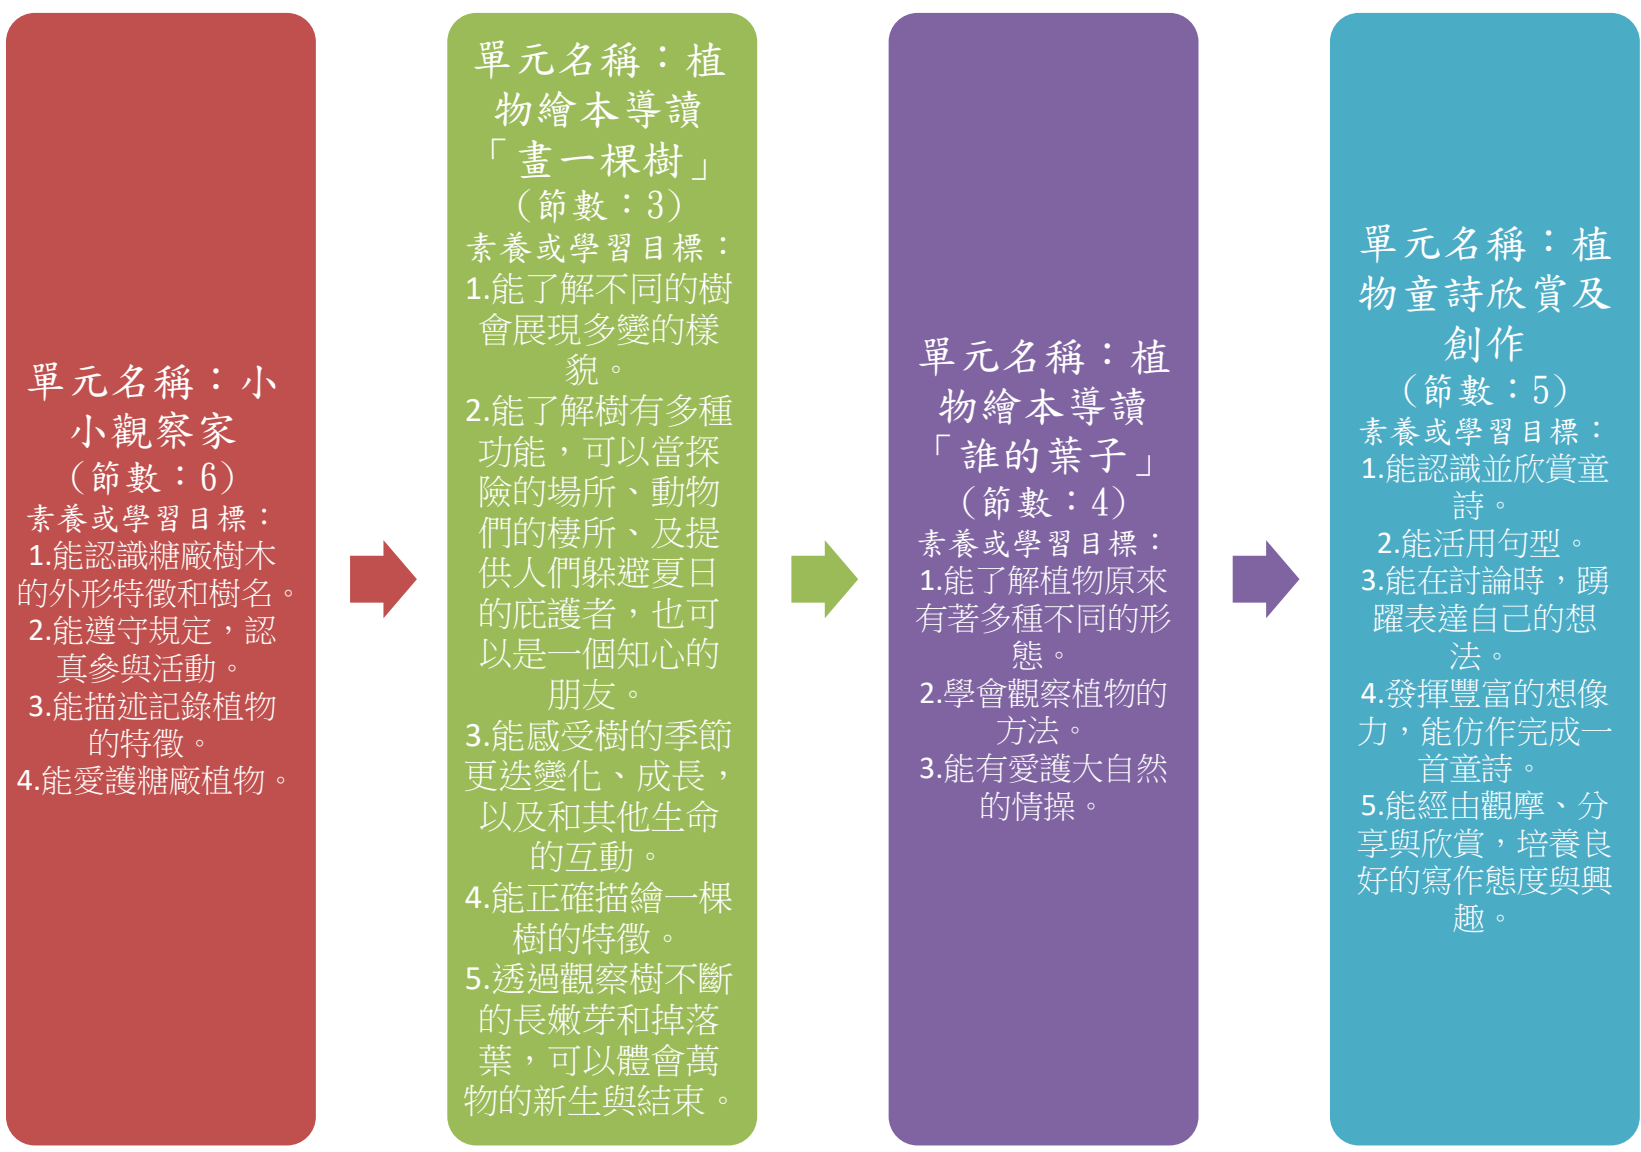 單元名稱：小
小觀察家
（節數：6）
素養或學習目標：
1.能認識糖廠樹木
的外形特徵和樹名。
2.能遵守規定，認
真參與活動。
3.能描述記錄植物
的特徵。
4.能愛護糖廠植物。
單元名稱：植
物繪本導讀
「畫一棵樹」
（節數：3）
素養或學習目標：
1.能了解不同的樹
會展現多變的樣
貌。
2.能了解樹有多種
功能，可以當探
險的場所、動物
們的棲所、及提
供人們躲避夏日
的庇護者，也可
以是一個知心的
朋友。
3.能感受樹的季節
更迭變化、成長，
以及和其他生命
的互動。
4.能正確描繪一棵
樹的特徵。
5.透過觀察樹不斷
的長嫩芽和掉落
葉，可以體會萬
物的新生與結束。
單元名稱：植
物繪本導讀
「誰的葉子」
（節數：4）
素養或學習目標：
1.能了解植物原來
有著多種不同的形
態。
2.學會觀察植物的
方法。
3.能有愛護大自然
的情操。
單元名稱：植
物童詩欣賞及
創作
（節數：5）
素養或學習目標：
1.能認識並欣賞童
詩。
2.能活用句型。
3.能在討論時，踴
躍表達自己的想
法。
4.發揮豐富的想像
力，能仿作完成一
首童詩。
5.能經由觀摩、分
享與欣賞，培養良
好的寫作態度與興
趣。